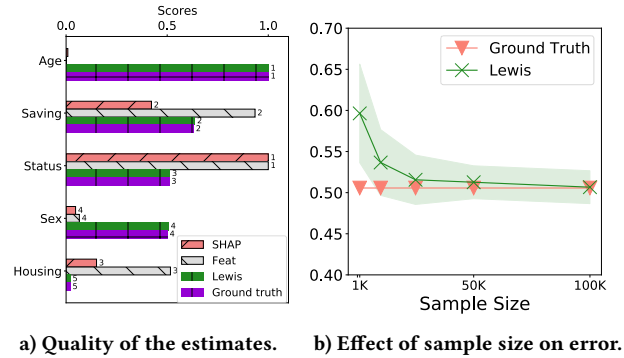 Scores
0.0 0.5 1.0
Age
1
1
Saving
2
2
2
2
Status
1
1
3
3
Sex
4
4
4
4
Housing
3
3
5
5
SHAP
Feat
Lewis
Ground truth
a) Quality of the estimates.
0.70
0.65
0.60
0.55
0.50
0.45
0.40
Ground Truth
Lewis
1K 50K 100K
Sample Size
b) Effect of sample size on error.